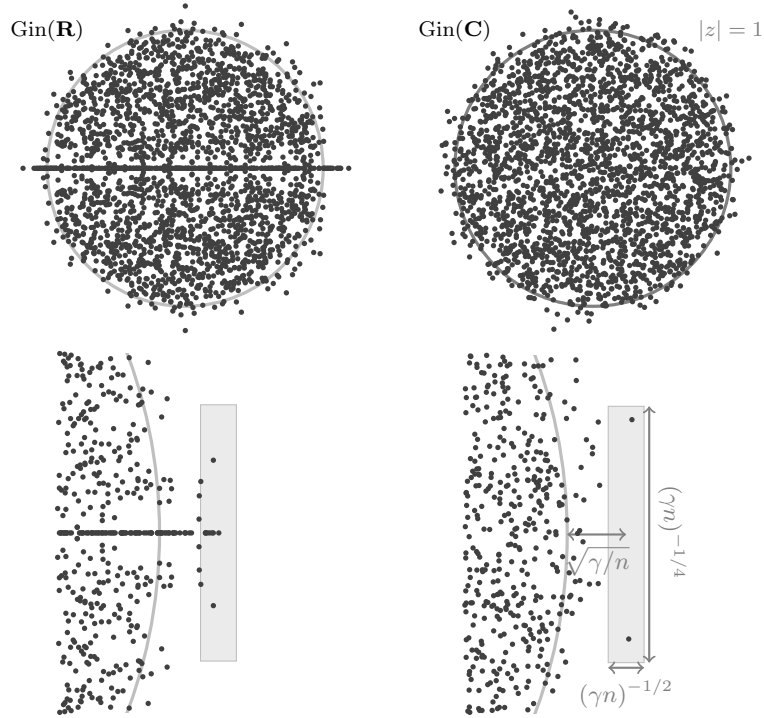 Gin(R)
Gin(C)
|z| = 1
√γ/n
(γn)^{-1/4}
(γn)^{-1/2}